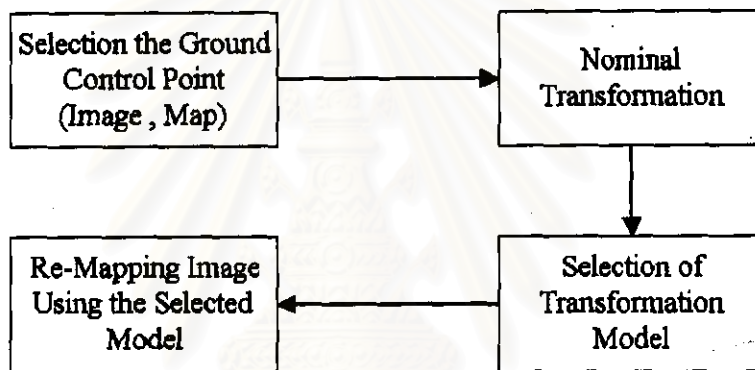 Selection the Ground
Control Point
(Image , Map)
Nominal
Transformation
Re-Mapping Image
Using the Selected
Model
Selection of
Transformation
Model